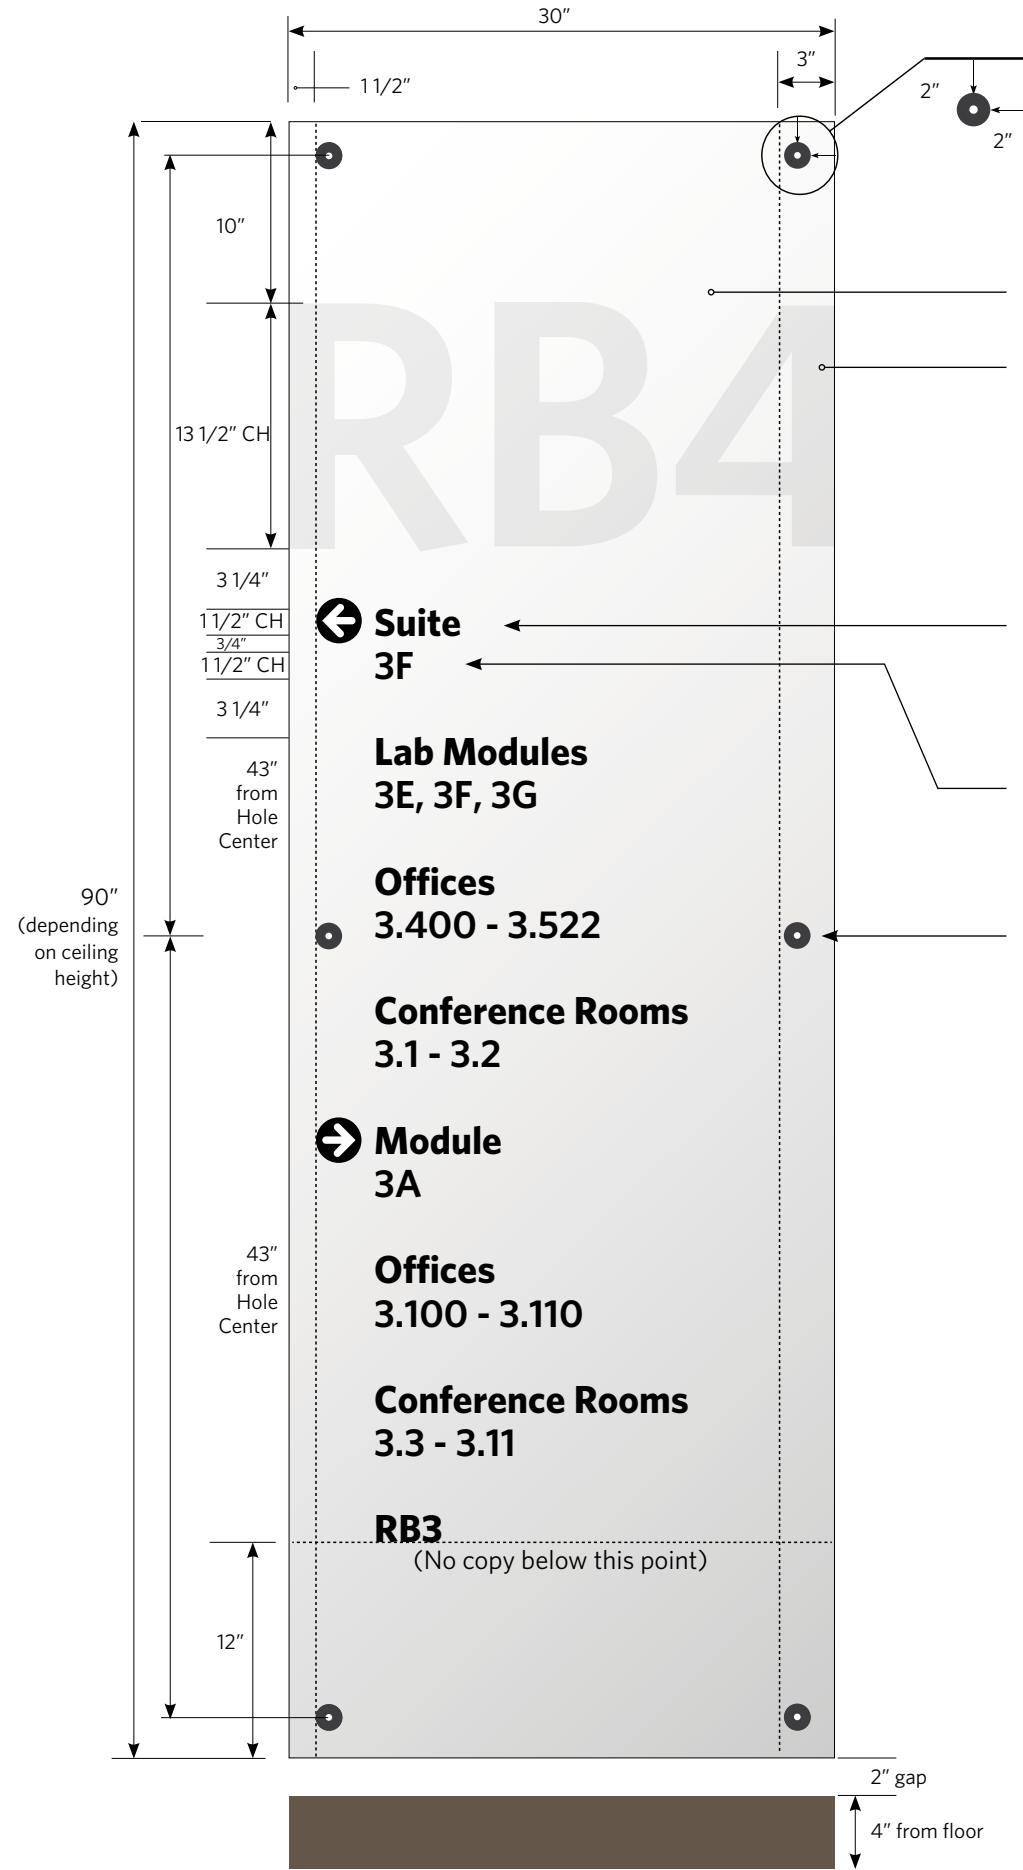 30”
1 1/2”
3”
2”
2”
10”
RB4
13 1/2” CH
3 1/4”
1 1/2” CH
3/4”
1 1/2” CH
3 1/4”
Suite
3F
43”
from
Hole
Center
Lab Modules
3E, 3F, 3G
90”
(depending
on ceiling
height)
Offices
3.400 - 3.522
Conference Rooms
3.1 - 3.2
Module
3A
43”
from
Hole
Center
Offices
3.100 - 3.110
Conference Rooms
3.3 - 3.11
RB3
(No copy below this point)
12”
2” gap
4” from floor